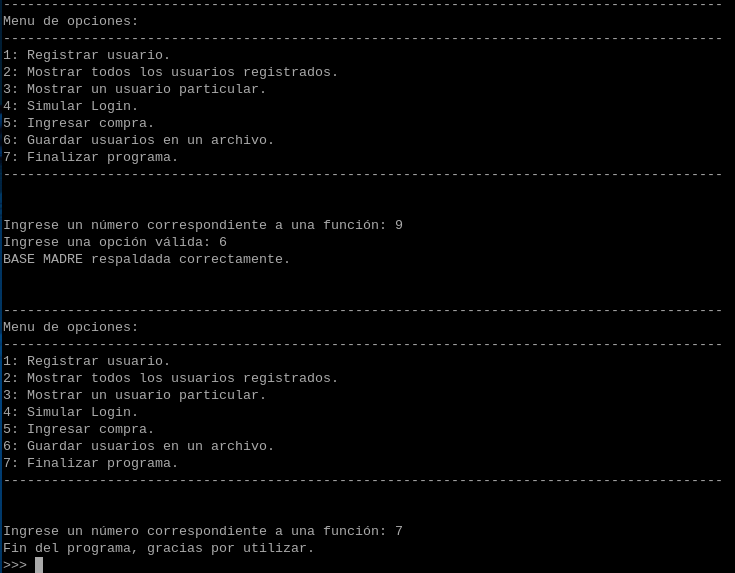 ------------------------------------------------------------------------------------------
Menu de opciones:
------------------------------------------------------------------------------------------
1: Registrar usuario.
2: Mostrar todos los usuarios registrados.
3: Mostrar un usuario particular.
4: Simular Login.
5: Ingresar compra.
6: Guardar usuarios en un archivo.
7: Finalizar programa.
------------------------------------------------------------------------------------------
Ingrese un número correspondiente a una función: 9
Ingrese una opción válida: 6
BASE MADRE respaldada correctamente.
------------------------------------------------------------------------------------------
Menu de opciones:
------------------------------------------------------------------------------------------
1: Registrar usuario.
2: Mostrar todos los usuarios registrados.
3: Mostrar un usuario particular.
4: Simular Login.
5: Ingresar compra.
6: Guardar usuarios en un archivo.
7: Finalizar programa.
------------------------------------------------------------------------------------------
Ingrese un número correspondiente a una función: 7
Fin del programa, gracias por utilizar.
>>>